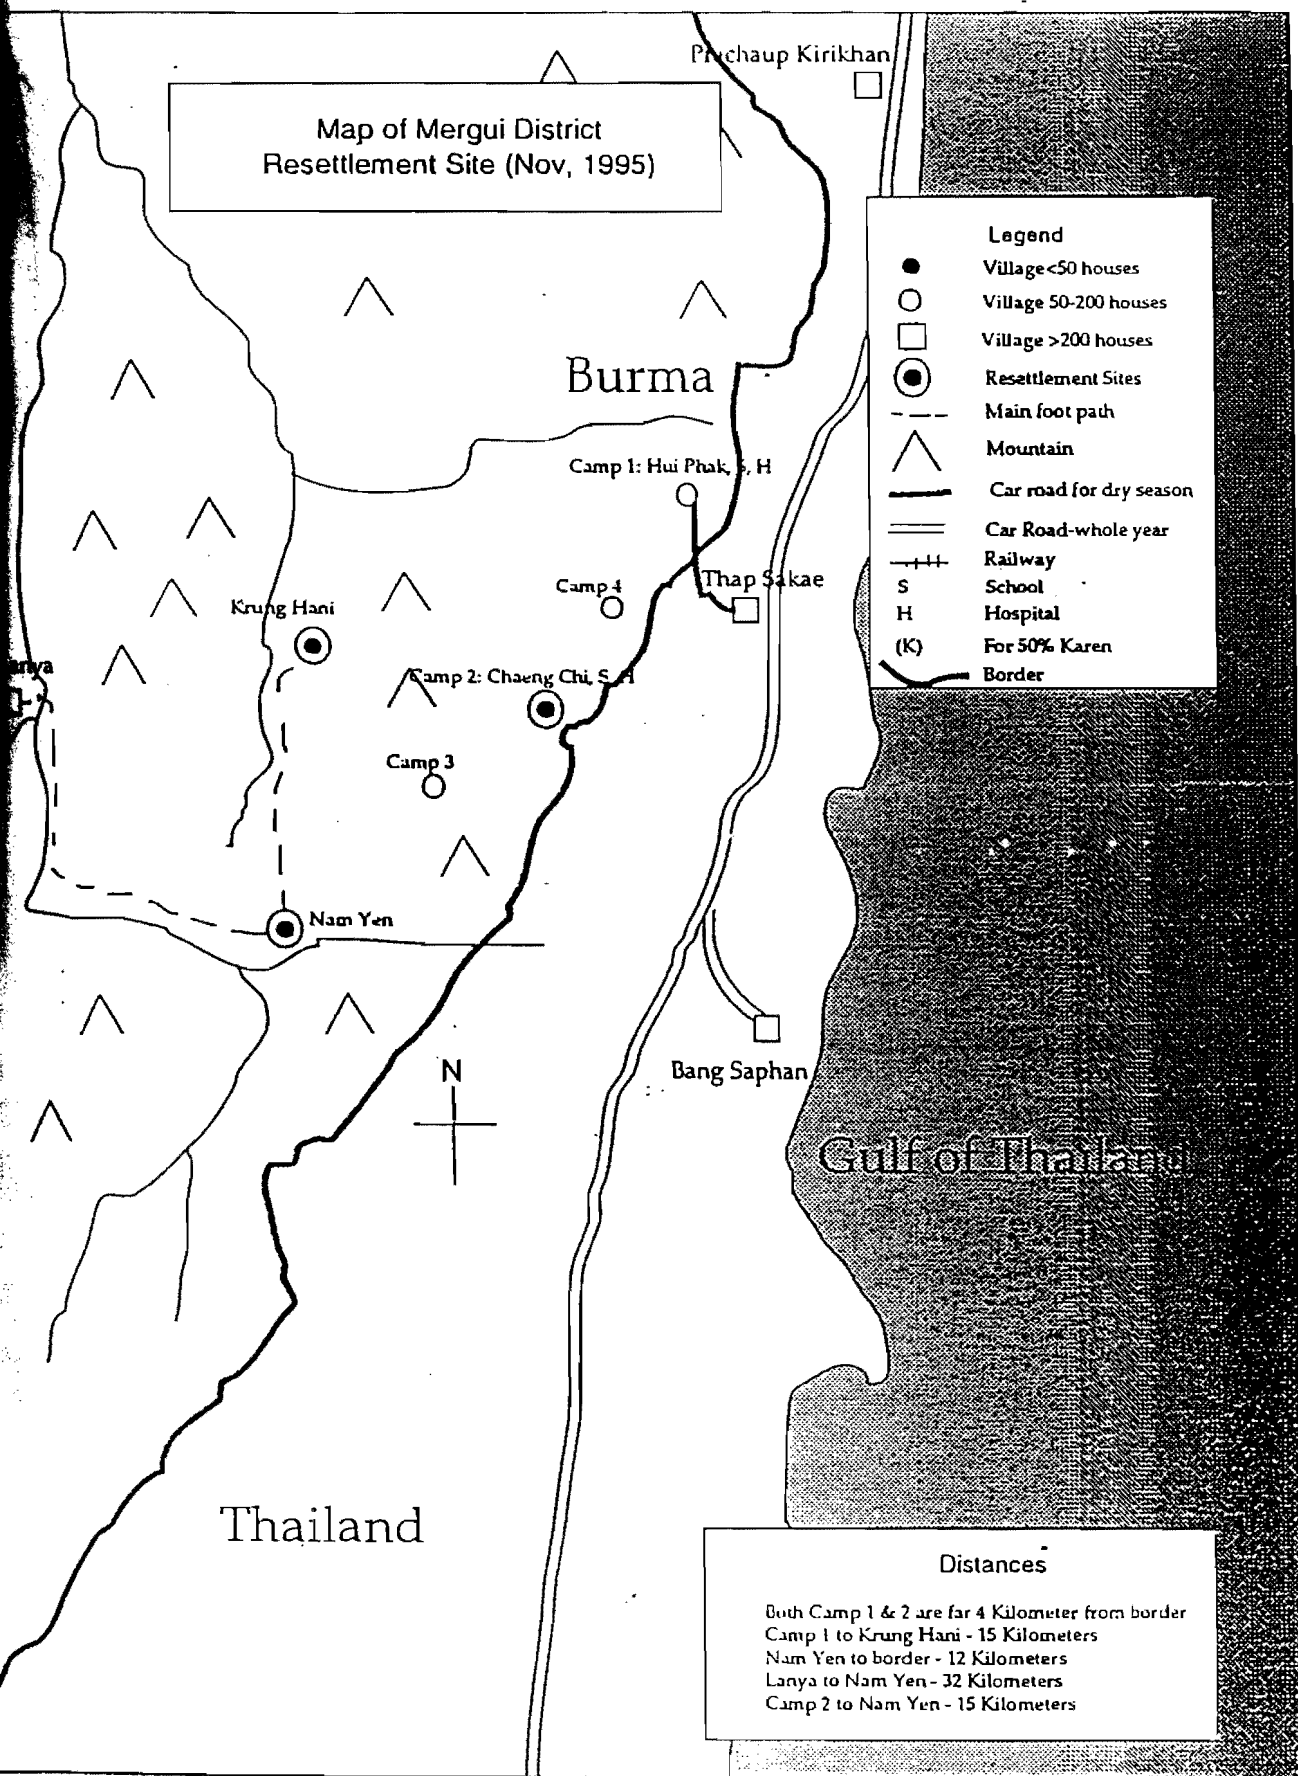 Prachaup Kirikhan
Map of Mergui District
Resettlement Site (Nov, 1995)
Legend
Village<50 houses
Village 50-200 houses
Village >200 houses
Resettlement Sites
Main foot path
Mountain
Car road for dry season
Car Road-whole year
Railway
S School
H Hospital
(K) For 50% Karen
Border
Burma
Camp 1: Hui Phak, S, H
Thap Sakae
Camp 4
Krung Hani
anya
Camp 2: Chaeng Chi, S, H
Camp 3
Nam Yen
N
Bang Saphan
Gulf of Thailand
Thailand
Distances
Both Camp 1 & 2 are far 4 Kilometer from border
Camp 1 to Krung Hani - 15 Kilometers
Nam Yen to border - 12 Kilometers
Lanya to Nam Yen - 32 Kilometers
Camp 2 to Nam Yen - 15 Kilometers